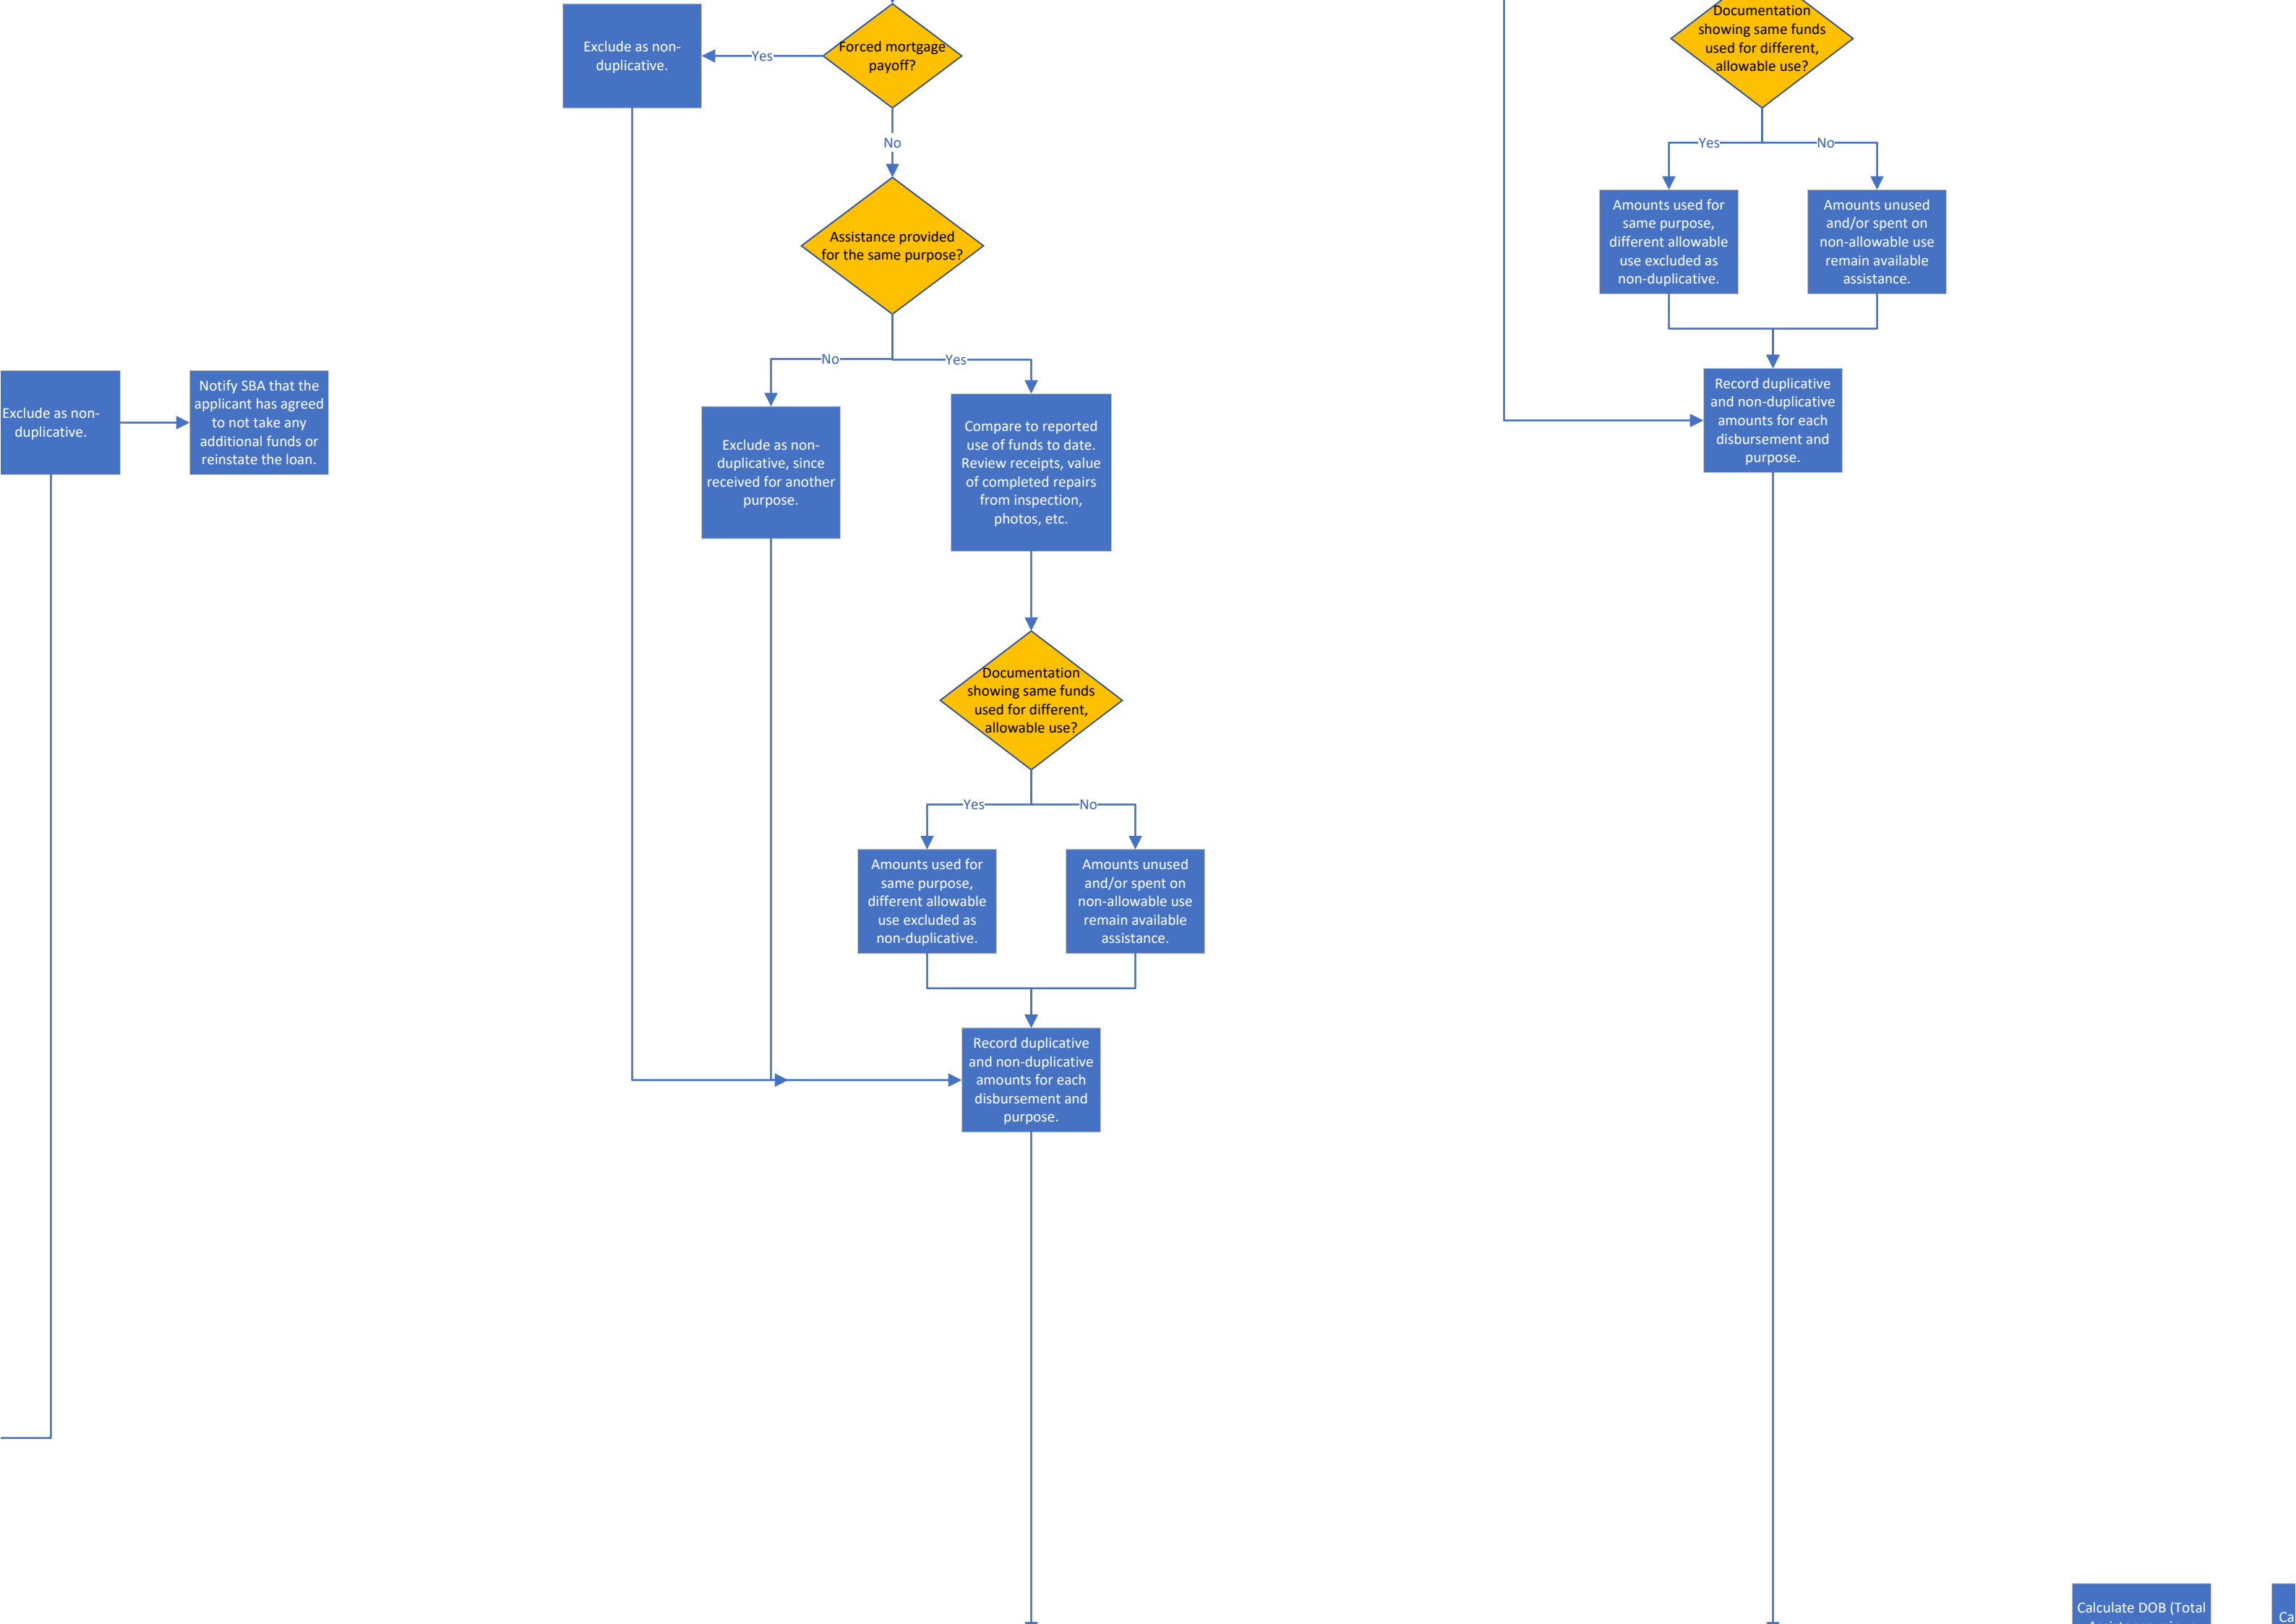 Exclude as non-
duplicative.
Yes
Forced mortgage
payoff?
No
Assistance provided
for the same purpose?
No
Yes
Exclude as non-
duplicative.
Notify SBA that the
applicant has agreed
to not take any
additional funds or
reinstate the loan.
Exclude as non-
duplicative, since
received for another
purpose.
Compare to reported
use of funds to date.
Review receipts, value
of completed repairs
from inspection,
photos, etc.
Documentation
showing same funds
used for different,
allowable use?
Yes
No
Amounts used for
same purpose,
different allowable
use excluded as
non-duplicative.
Amounts unused
and/or spent on
non-allowable use
remain available
assistance.
Record duplicative
and non-duplicative
amounts for each
disbursement and
purpose.
Documentation
showing same funds
used for different,
allowable use?
Yes
No
Amounts used for
same purpose,
different allowable
use excluded as
non-duplicative.
Amounts unused
and/or spent on
non-allowable use
remain available
assistance.
Record duplicative
and non-duplicative
amounts for each
disbursement and
purpose.
Calculate DOB (Total